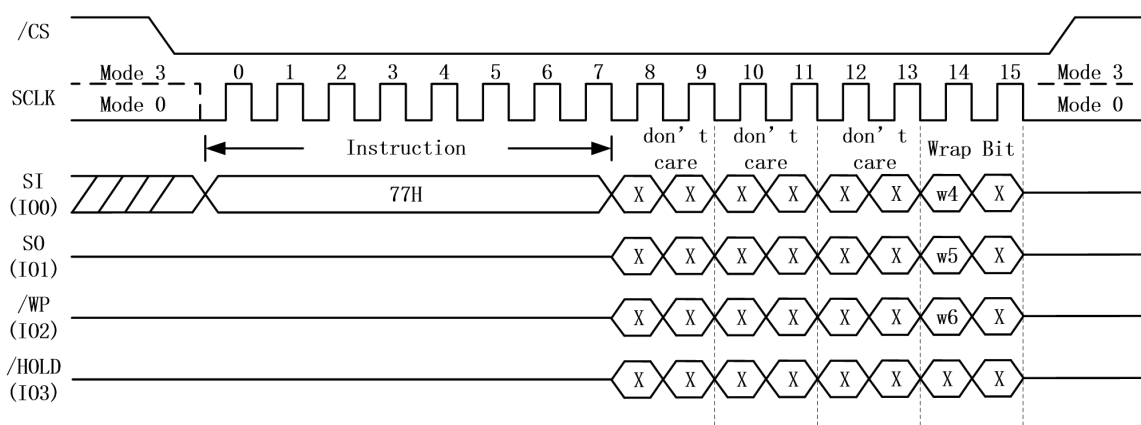 /CS
Mode 3 0 1 2 3 4 5 6 7 8 9 10 11 12 13 14 15 Mode 3
SCLK
Mode 0 Mode 0
Instruction don't care don't care don't care Wrap Bit
SI
(IO0)
77H X X X X X X w4 X
SO
(IO1)
X X X X X X w5 X
/WP
(IO2)
X X X X X X w6 X
/HOLD
(IO3)
X X X X X X X X